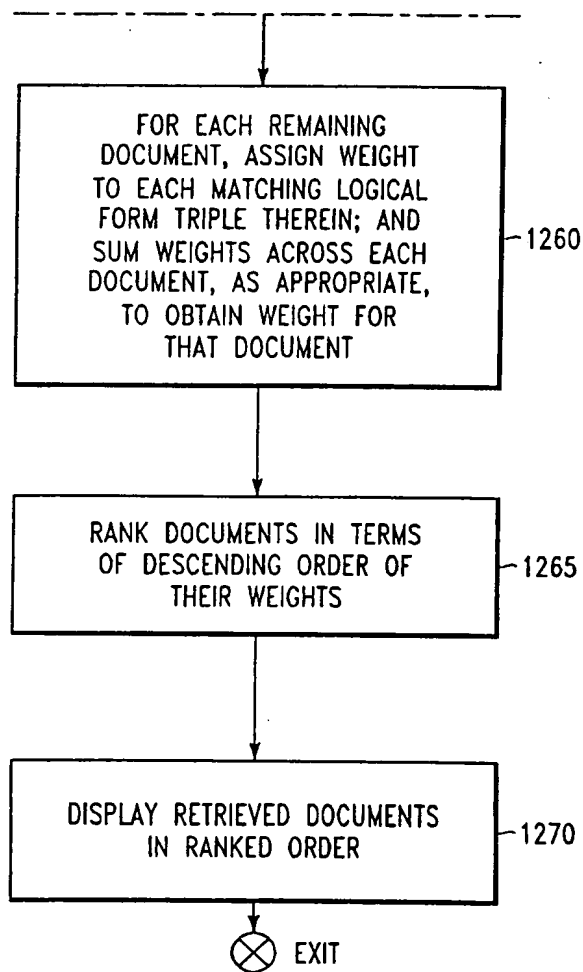 FOR EACH REMAINING
DOCUMENT, ASSIGN WEIGHT
TO EACH MATCHING LOGICAL
FORM TRIPLE THEREIN; AND
SUM WEIGHTS ACROSS EACH
DOCUMENT, AS APPROPRIATE,
TO OBTAIN WEIGHT FOR
THAT DOCUMENT
1260
RANK DOCUMENTS IN TERMS
OF DESCENDING ORDER OF
THEIR WEIGHTS
1265
DISPLAY RETRIEVED DOCUMENTS
IN RANKED ORDER
1270
EXIT